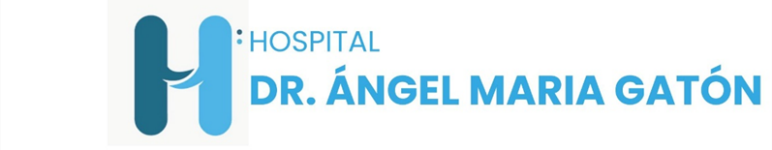 HOSPITAL
DR. ÁNGEL MARIA GATÓN